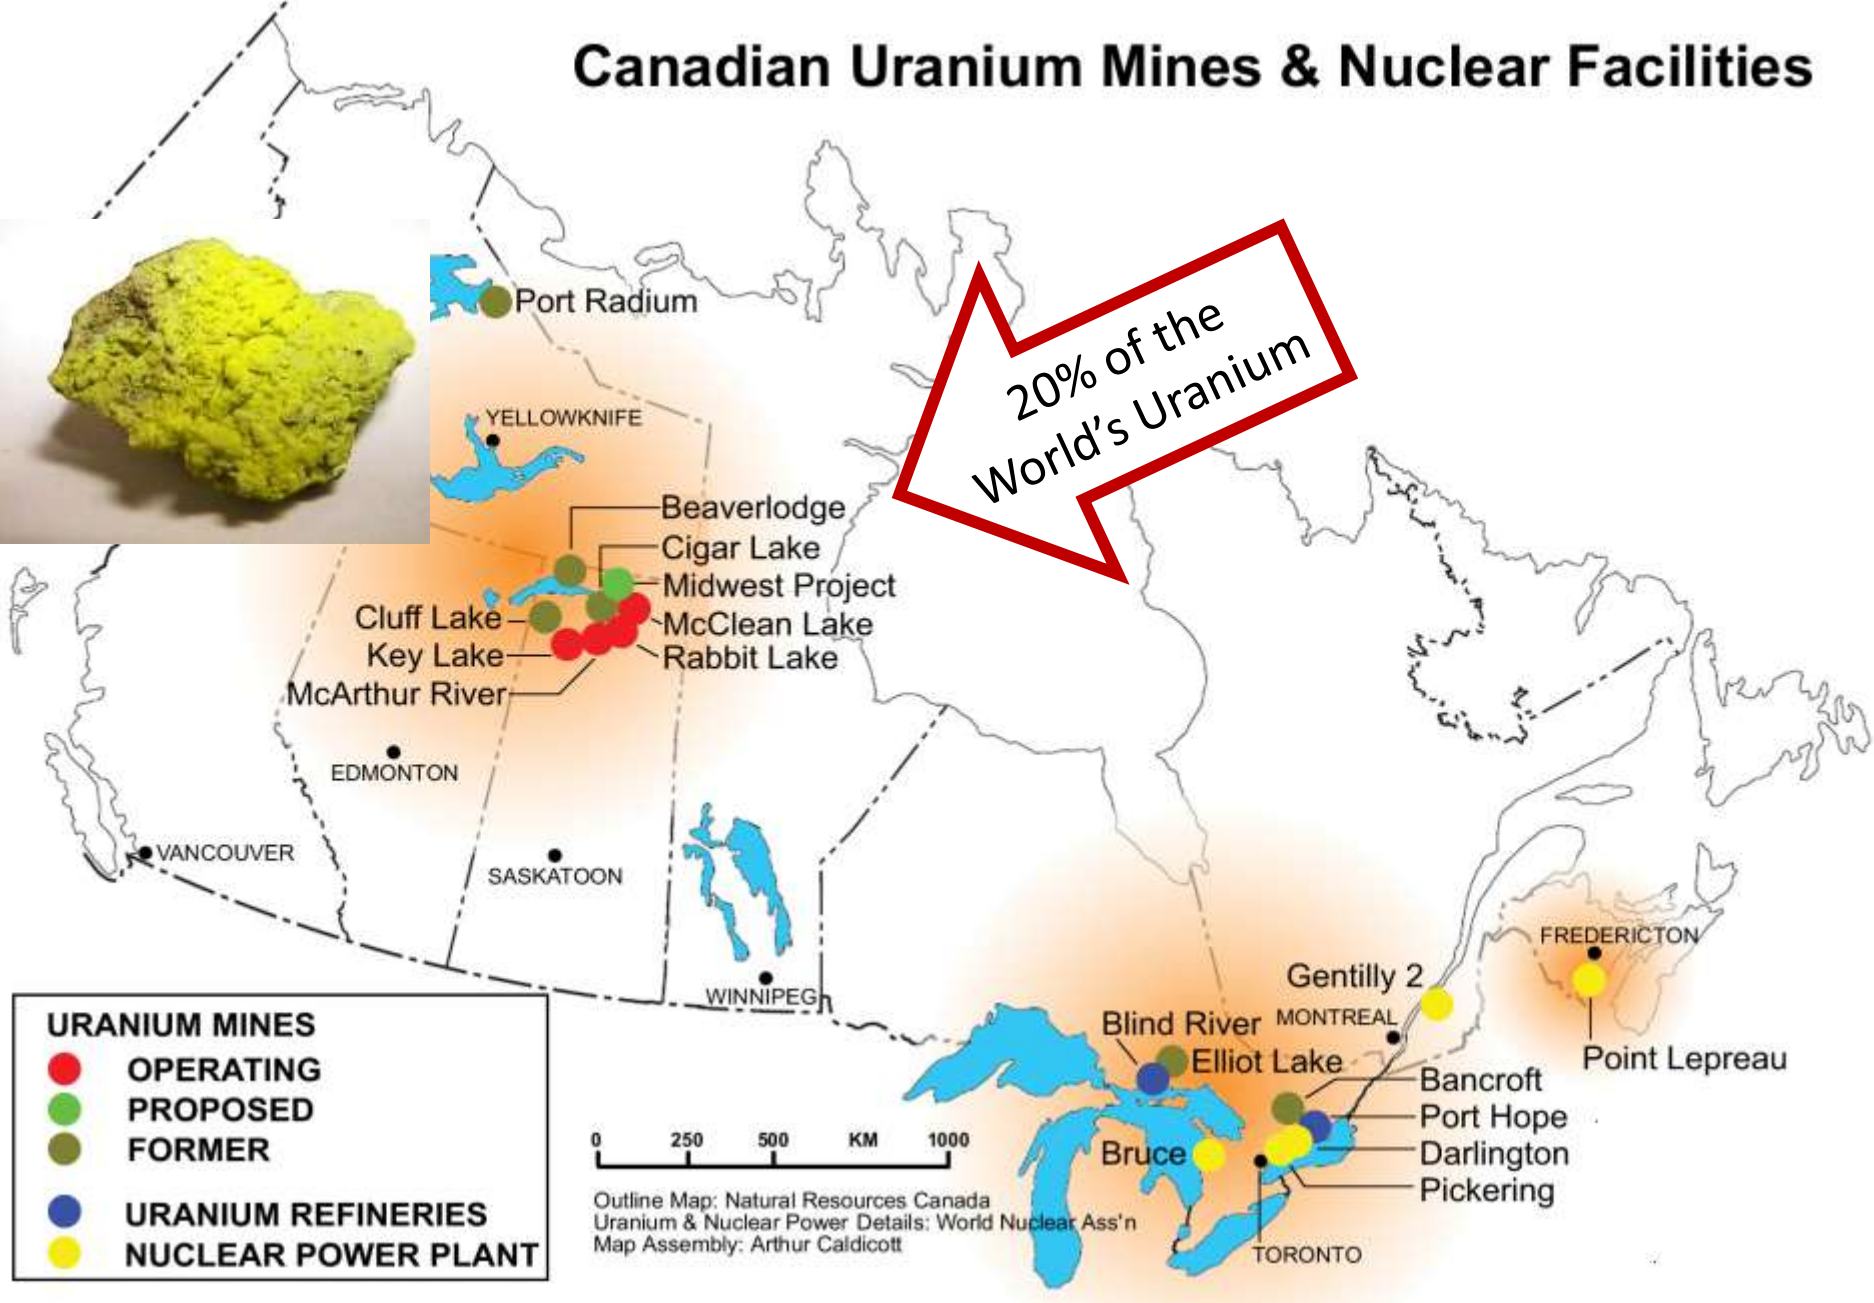 Canadian Uranium Mines & Nuclear Facilities
20% of the
World's Uranium
Port Radium
YELLOWKNIFE
Beaverlodge
Cigar Lake
Midwest Project
Cluff Lake
McClean Lake
Key Lake
Rabbit Lake
McArthur River
EDMONTON
VANCOUVER
SASKATOON
WINNIPEG
FREDERICTON
Gentilly 2
MONTREAL
Blind River
Elliot Lake
Point Lepreau
Bancroft
Port Hope
Bruce
Darlington
Pickering
TORONTO
URANIUM MINES
OPERATING
PROPOSED
FORMER
URANIUM REFINERIES
NUCLEAR POWER PLANT
0 250 500 KM 1000
Outline Map: Natural Resources Canada
Uranium & Nuclear Power Details: World Nuclear Ass'n
Map Assembly: Arthur Caldicott